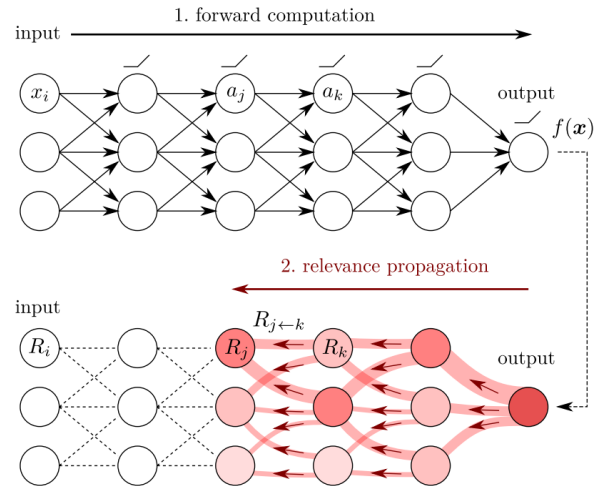 1. forward computation
input
x_i
a_j
a_k
output
f(x)
2. relevance propagation
input
R_{j←k}
R_i
R_j
R_k
output